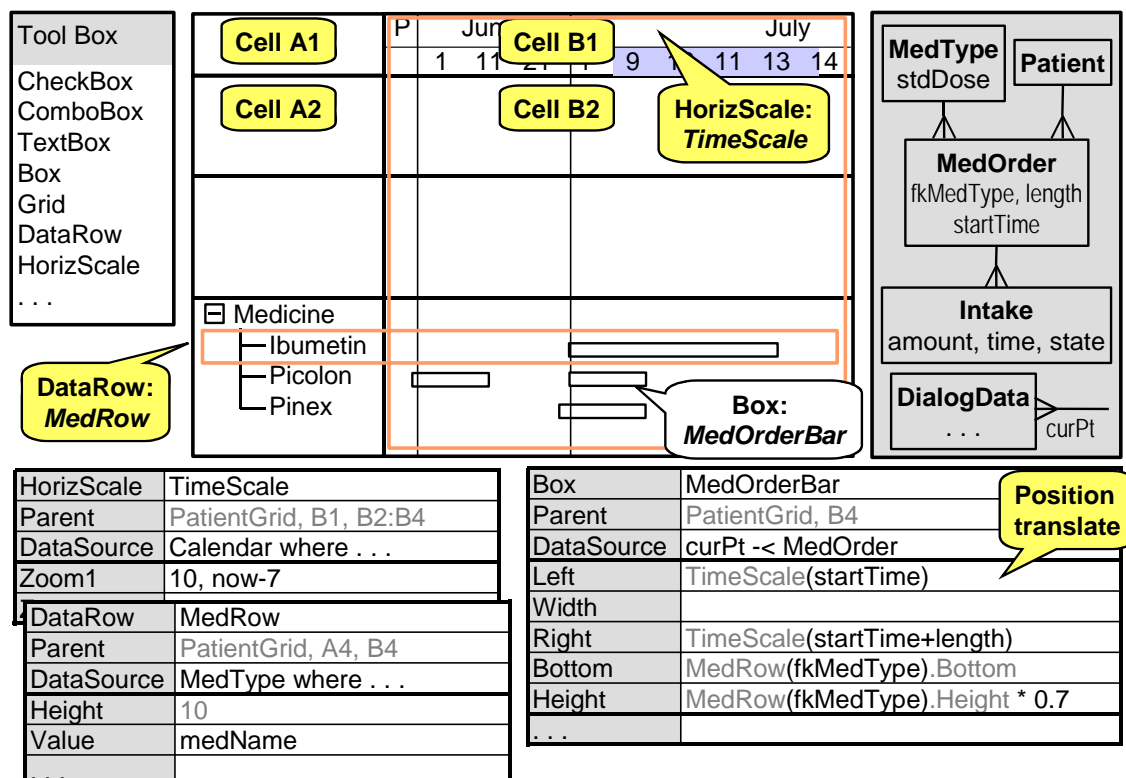 Tool Box
CheckBox
ComboBox
TextBox
Box
Grid
DataRow
HorizScale
. . .
Cell A1
P
Cell B1
July
1 11
9
11 13 14
Cell A2
Cell B2
HorizScale:
TimeScale
Medicine
Ibumetin
Picolon
Pinex
DataRow:
MedRow
Box:
MedOrderBar
MedType
stdDose
Patient
MedOrder
fkMedType, length
startTime
Intake
amount, time, state
DialogData
. . .
curPt
HorizScale TimeScale
Parent PatientGrid, B1, B2:B4
DataSource Calendar where . . .
Zoom1 10, now-7
DataRow MedRow
Parent PatientGrid, A4, B4
DataSource MedType where . . .
Height 10
Value medName
. . .
Box MedOrderBar
Parent PatientGrid, B4
DataSource curPt -< MedOrder
Left TimeScale(startTime)
Width
Right TimeScale(startTime+length)
Bottom MedRow(fkMedType).Bottom
Height MedRow(fkMedType).Height * 0.7
. . .
Position
translate